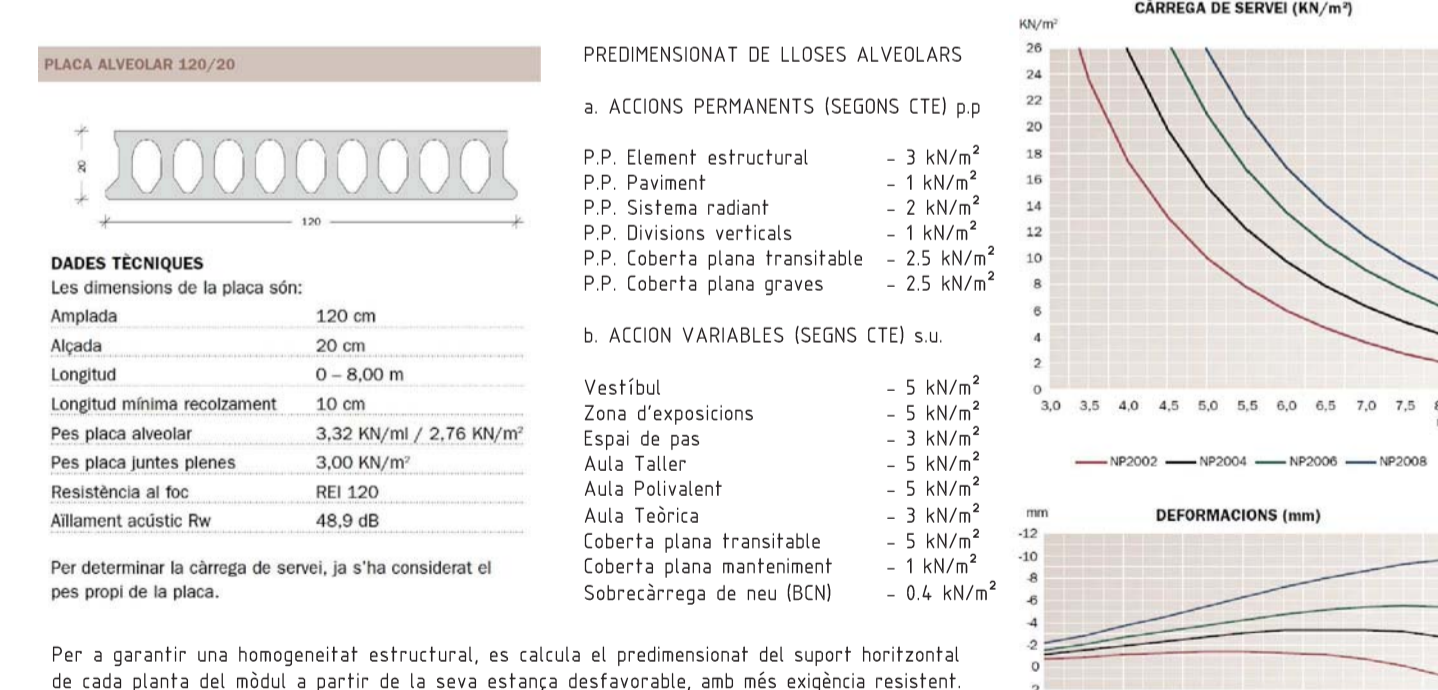 PLACA ALVEOLAR 120/20
20
120
DADES TÈCNIQUES
Les dimensions de la placa són:
Amplada 120 cm
Alçada 20 cm
Longitud 0 – 8,00 m
Longitud mínima recolzament 10 cm
Pes placa alveolar 3,32 KN/ml / 2,76 KN/m²
Pes placa juntes plenes 3,00 KN/m²
Resistència al foc REI 120
Aïllament acústic Rw 48,9 dB
Per determinar la càrrega de servei, ja s'ha considerat el
pes propi de la placa.
PREDIMENSIONAT DE LLOSES ALVEOLARS
a. ACCIONS PERMANENTS (SEGONS CTE) p.p
P.P. Element estructural - 3 kN/m²
P.P. Paviment - 1 kN/m²
P.P. Sistema radiant - 2 kN/m²
P.P. Divisions verticals - 1 kN/m²
P.P. Coberta plana transitable - 2.5 kN/m²
P.P. Coberta plana graves - 2.5 kN/m²
b. ACCION VARIABLES (SEGNS CTE) s.u.
Vestíbul - 5 kN/m²
Zona d'exposicions - 5 kN/m²
Espai de pas - 3 kN/m²
Aula Taller - 5 kN/m²
Aula Polivalent - 5 kN/m²
Aula Teòrica - 3 kN/m²
Coberta plana transitable - 5 kN/m²
Coberta plana manteniment - 1 kN/m²
Sobrecàrrega de neu (BCN) - 0.4 kN/m²
Per a garantir una homogeneitat estructural, es calcula el predimensionat del suport horitzontal
de cada planta del mòdul a partir de la seva estança desfavorable, amb més exigència resistent.
CÀRREGA DE SERVEI (KN/m²)
KN/m²
26
24
22
20
18
16
14
12
10
8
6
4
2
0
3,0 3,5 4,0 4,5 5,0 5,5 6,0 6,5 7,0 7,5
NP2002 NP2004 NP2006 NP2008
mm
DEFORMACIONS (mm)
-12
-10
-8
-6
-4
-2
0